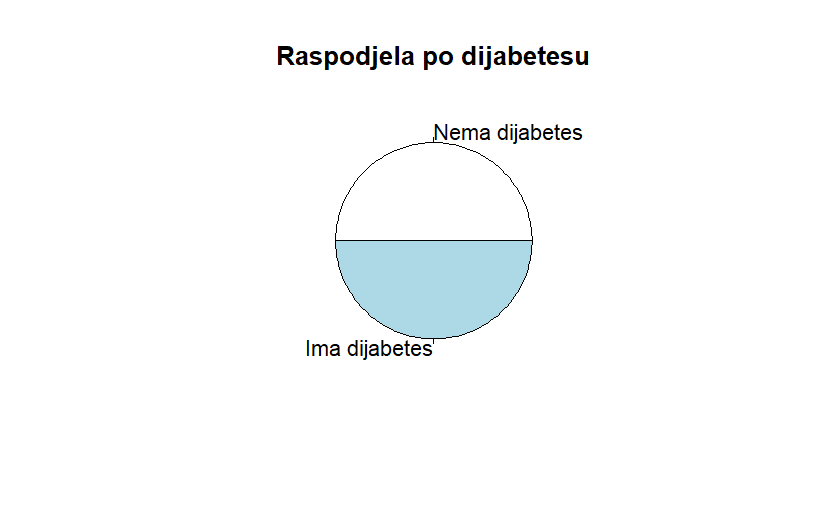 Raspodjela po dijabetesu
Nema dijabetes
Ima dijabetes